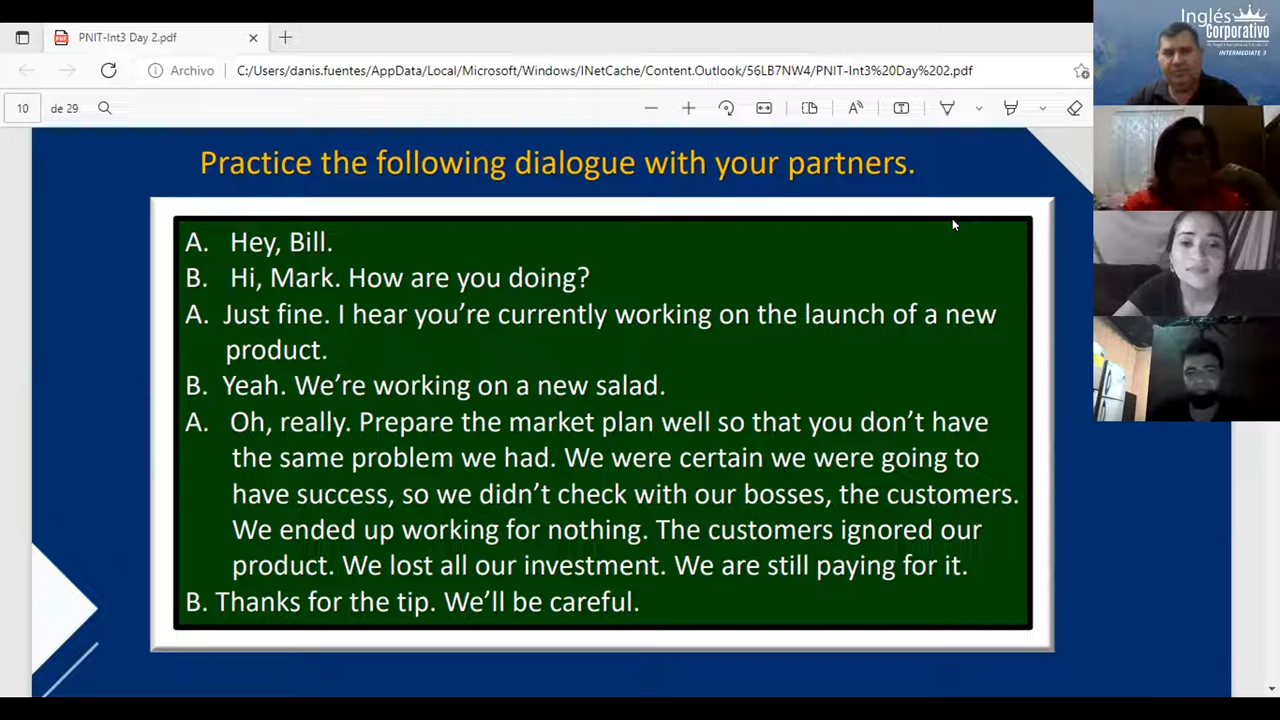 PNIT-Int3 Day 2.pdf
Archivo
C:/Users/danis.fuentes/AppData/Local/Microsoft/Windows/INetCache/Content.Outlook/56LB7NW4/PNIT-Int3%20Day%202.pdf
10 de 29
Inglés
Corporativo
INTERMEDIATE 3
Practice the following dialogue with your partners.
A. Hey, Bill.
B. Hi, Mark. How are you doing?
A. Just fine. I hear you’re currently working on the launch of a new
product.
B. Yeah. We’re working on a new salad.
A. Oh, really. Prepare the market plan well so that you don’t have
the same problem we had. We were certain we were going to
have success, so we didn’t check with our bosses, the customers.
We ended up working for nothing. The customers ignored our
product. We lost all our investment. We are still paying for it.
B. Thanks for the tip. We’ll be careful.